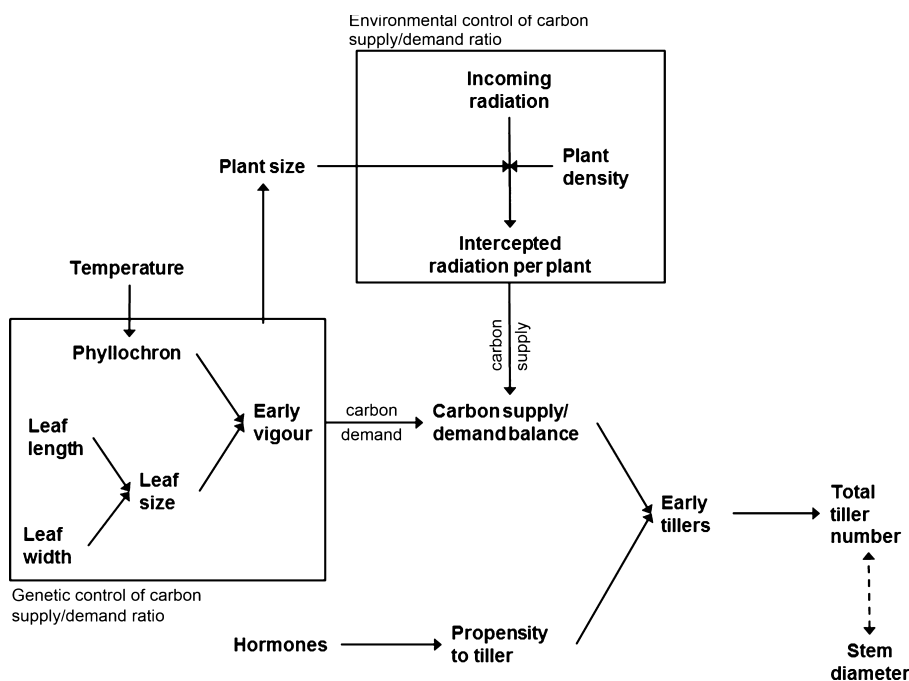 Environmental control of carbon
supply/demand ratio
Incoming
radiation
Plant size
Plant
density
Intercepted
radiation per plant
Temperature
carbon
supply
Phyllochron
Early
vigour
carbon
demand
Carbon supply/
demand balance
Leaf
length
Leaf
size
Leaf
width
Early
tillers
Total
tiller
number
Genetic control of carbon
supply/demand ratio
Hormones
Propensity
to tiller
Stem
diameter